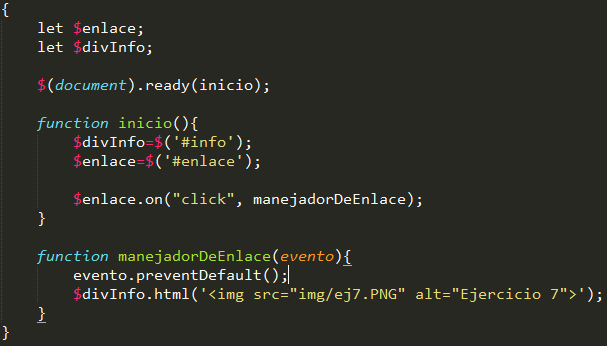 {
let $enlace;
let $divInfo;
$(document).ready(inicio);
function inicio(){
$divInfo=$('#info');
$enlace=$('#enlace');
$enlace.on("click", manejadorDeEnlace);
}
function manejadorDeEnlace(evento){
evento.preventDefault();
$divInfo.html('<img src="img/ej7.PNG" alt="Ejercicio 7">');
}
}